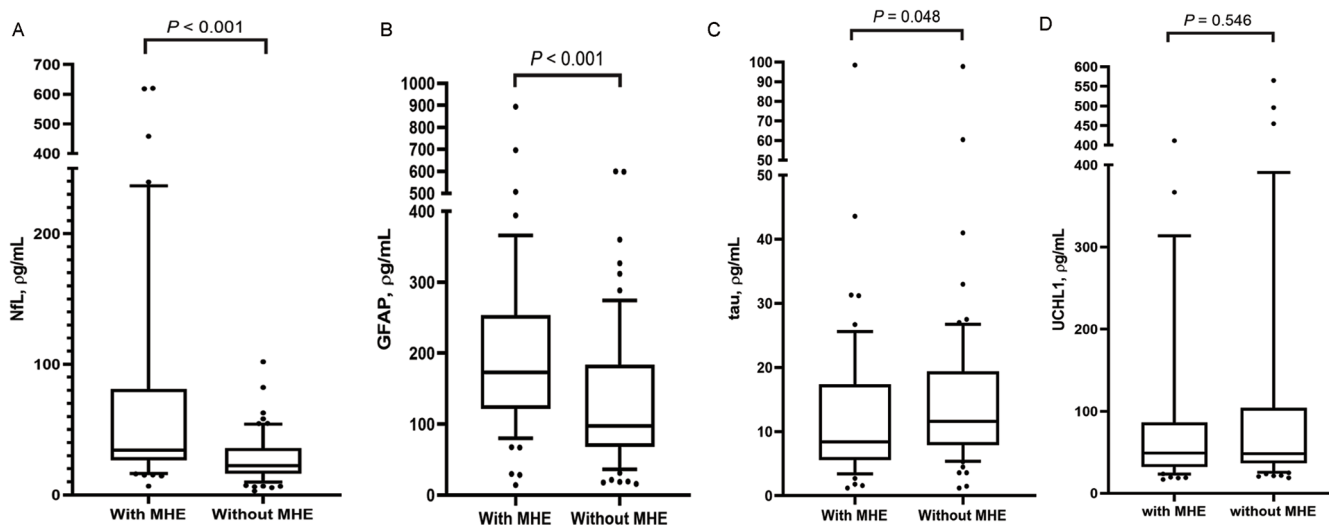 A
P < 0.001
700
600
500
400
200
100
0
NfL, ρg/mL
With MHE
Without MHE
B
P < 0.001
1000
900
800
700
600
500
400
300
200
100
0
GFAP, ρg/mL
With MHE
Without MHE
C
P = 0.048
100
90
80
70
60
50
50
40
30
20
10
0
tau, ρg/mL
With MHE
Without MHE
D
P = 0.546
600
550
500
450
400
400
300
200
100
0
UCHL1, ρg/mL
with MHE
without MHE